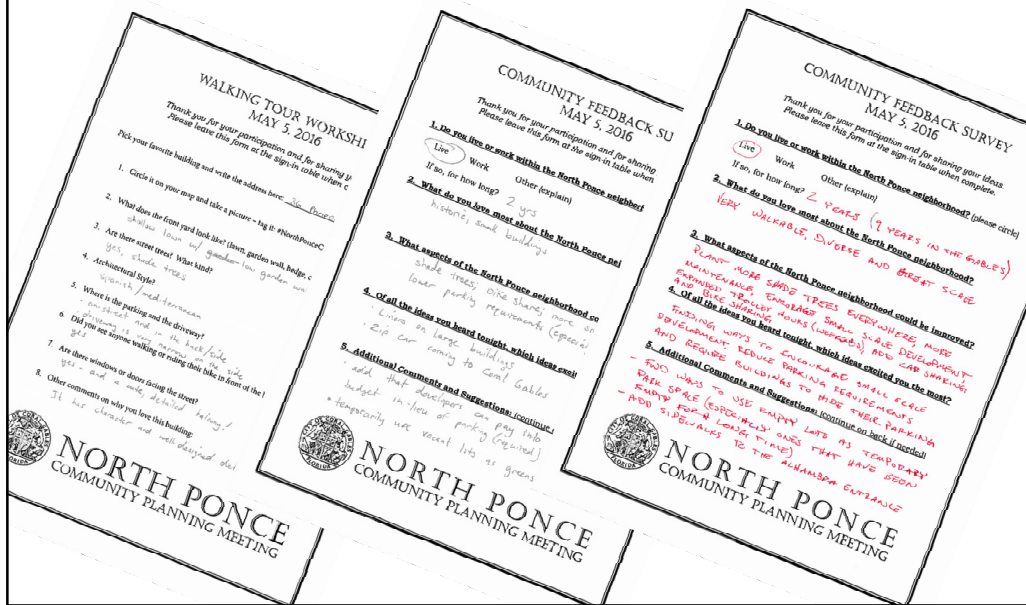 WALKING TOUR WORKSHI
MAY 5, 2016
Thank you for your participation and for sharing y
Please leave this form at the sign-in table when c
Pick your favorite building and write the address here: Ponce
1. Circle it on your map and take a picture – tag it: #NorthPonceC
2. What does the front yard look like? (lawn, garden wall, hedge, c
shallow lawn w/ low garden wal
3. Are there street trees? What kind?
yes, shade trees
4. Architectural Style?
spanish/mediterranean
5. Where is the parking and the driveway?
on street and in the back/side
driveway is very narrow on the side
6. Did you see anyone walking or riding their bike in front of the l
yes
7. Are there windows or doors facing the street?
yes - and a cute, detailed balcony/
8. Other comments on why you love this building:
It has character and well-designed det
NORTH PONCE
COMMUNITY PLANNING MEETING
COMMUNITY FEEDBACK SU
MAY 5, 2016
Thank you for your participation and for sharing
Please leave this form at the sign-in table when
1. Do you live or work within the North Ponce neighborh
Live Work Other (explain)
If so, for how long? 2 yrs
2. What do you love most about the North Ponce nei
historic, small buildings
3. What aspects of the North Ponce neighborhood co
shade trees; bike share; more on
lower parking requirements (especial
4. Of all the ideas you heard tonight, which ideas excit
· Liners on large buildings
· Zip car coming to Coral Gables
5. Additional Comments and Suggestions: (continue
add that developers can pay into
budget in-lieu of parking (required)
· temporarily use vacant lots as greens
NORTH PONCE
COMMUNITY PLANNING MEETING
COMMUNITY FEEDBACK SURVEY
MAY 5, 2016
Thank you for your participation and for sharing your ideas.
Please leave this form at the sign-in table when complete.
1. Do you live or work within the North Ponce neighborhood? (please circle)
Live Work Other (explain)
If so, for how long? 2 YEARS (9 YEARS IN THE GABLES)
2. What do you love most about the North Ponce neighborhood?
VERY WALKABLE, DIVERSE AND GREAT SCALE
3. What aspects of the North Ponce neighborhood could be improved?
PLANT MORE SHADE TREES EVERYWHERE, MORE
MAINTENANCE, ENCOURAGE SMALL SCALE DEVELOPMENT
EXPANDED TROLLEY HOURS (WEEKENDS), ADD CAR SHARING,
AND BIKE SHARING
4. Of all the ideas you heard tonight, which ideas excited you the most?
FINDING WAYS TO ENCOURAGE SMALL SCALE
DEVELOPMENT. REDUCE PARKING REQUIREMENTS
AND REQUIRE BUILDINGS TO HIDE THEIR PARKING
5. Additional Comments and Suggestions: (continue on back if needed)
- FIND WAYS TO USE EMPTY LOTS AS TEMPORARY
PARK SPACE (ESPECIALLY ONES THAT HAVE BEEN
EMPTY FOR A LONG TIME)
- ADD SIDEWALKS TO THE ALHAMBRA ENTRANCE
NORTH PONCE
COMMUNITY PLANNING MEETING